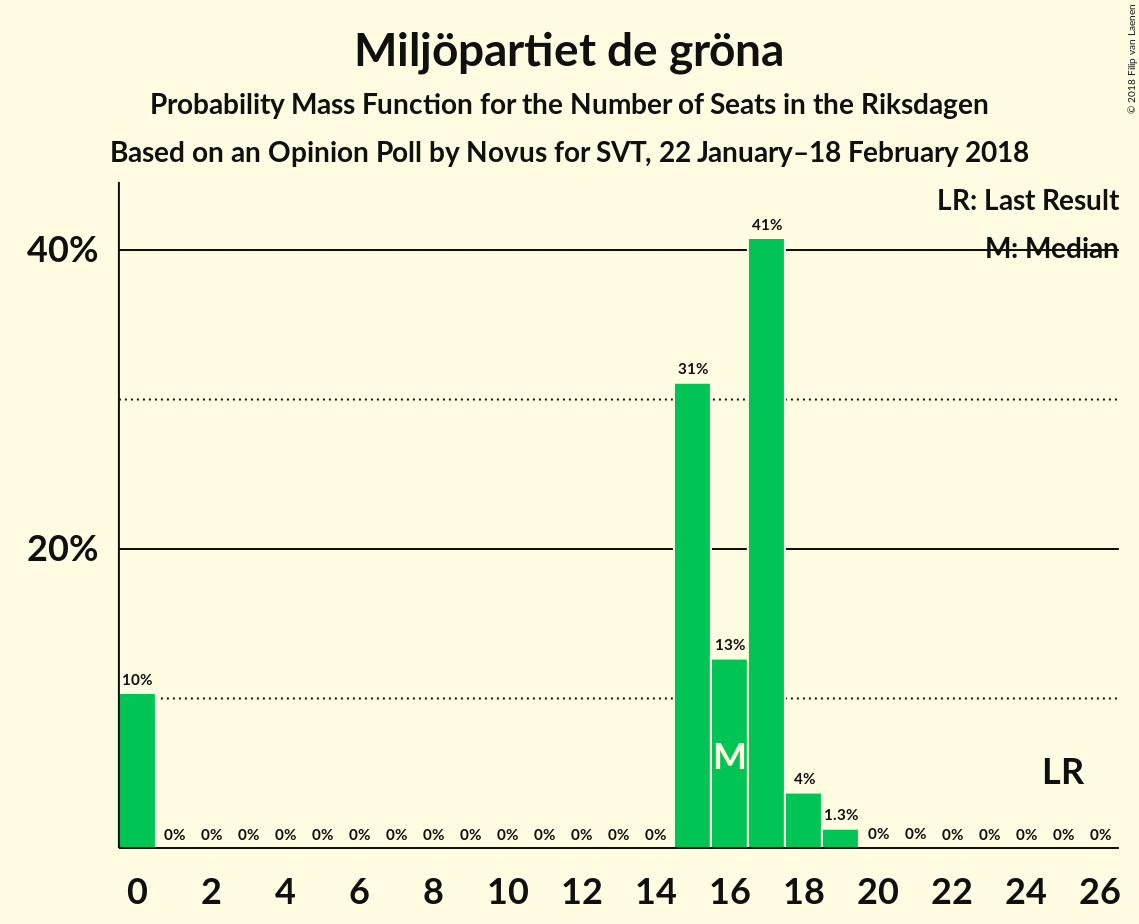 Miljöpartiet de gröna
Probability Mass Function for the Number of Seats in the Riksdagen
Based on an Opinion Poll by Novus for SVT, 22 January–18 February 2018
© 2018 Filip van Laenen
LR: Last Result
M: Median
40%
20%
41%
31%
13%
10%
4%
1.3%
0% 0% 0% 0% 0% 0% 0% 0% 0% 0% 0% 0% 0% 0% 0% 0% 0% 0% 0% 0% 0%
M
LR
0 2 4 6 8 10 12 14 16 18 20 22 24 26